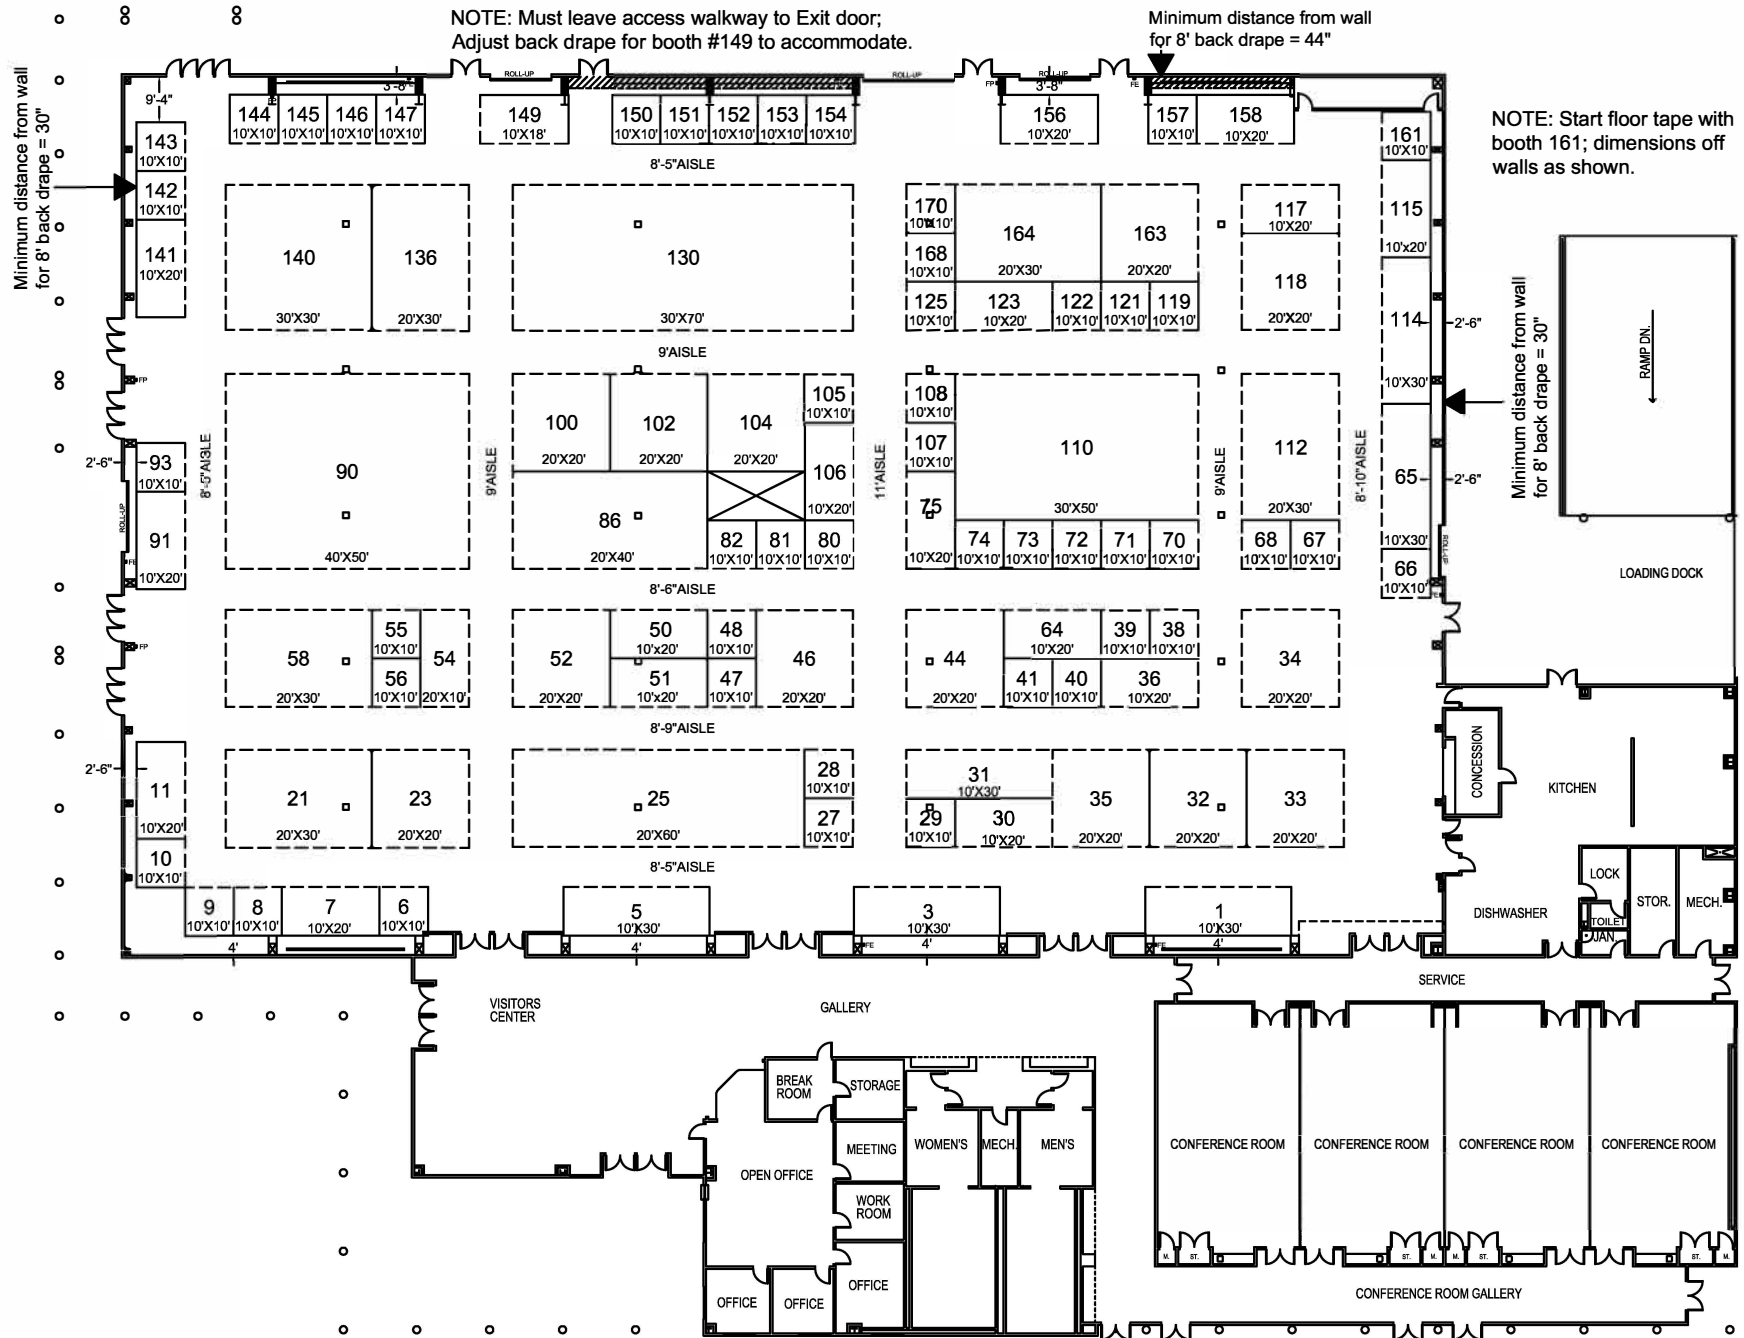 NOTE: Must leave access walkway to Exit door;
Adjust back drape for booth #149 to accommodate.
Minimum distance from wall
for 8' back drape = 44"
NOTE: Start floor tape with
booth 161; dimensions off
walls as shown.
Minimum distance from wall
for 8' back drape = 30"
Minimum distance from wall
for 8' back drape = 30"
ROLL-UP
ROLL-UP
ROLL-UP
9'-4"
3'-8"
3'-8"
FP
FE
144
10'X10'
145
10'X10'
146
10'X10'
147
10'X10'
149
10'X18'
150
10'X10'
151
10'X10'
152
10'X10'
153
10'X10'
154
10'X10'
156
10'X20'
157
10'X10'
158
10'X20'
161
10'X10'
143
10'X10'
142
10'X10'
141
10'X20'
8'-5"AISLE
140
30'X30'
136
20'X30'
130
30'X70'
170
10'X10'
168
10'X10'
164
20'X30'
163
20'X20'
125
10'X10'
123
10'X20'
122
10'X10'
121
10'X10'
119
10'X10'
117
10'X20'
118
20'X20'
115
10'x20'
114
10'X30'
2'-6"
RAMP DN.
9'AISLE
FP
93
10'X10'
2'-6"
91
10'X20'
ROLL-UP
FE
8'-5"AISLE
90
40'X50'
9'AISLE
100
20'X20'
102
20'X20'
104
20'X20'
105
10'X10'
106
10'X20'
86
20'X40'
82
10'X10'
81
10'X10'
80
10'X10'
11'AISLE
108
10'X10'
107
10'X10'
75
10'X20'
110
30'X50'
74
10'X10'
73
10'X10'
72
10'X10'
71
10'X10'
70
10'X10'
9'AISLE
112
20'X30'
68
10'X10'
67
10'X10'
8'-10"AISLE
65
10'X30'
2'-6"
66
10'X10'
ROLL-UP
FE
LOADING DOCK
8'-6"AISLE
FP
58
20'X30'
55
10'X10'
56
10'X10'
54
20'X10'
52
20'X20'
50
10'x20'
51
10'x20'
48
10'X10'
47
10'X10'
46
20'X20'
44
20'X20'
64
10'X20'
39
10'X10'
38
10'X10'
41
10'X10'
40
10'X10'
36
10'X20'
34
20'X20'
8'-9"AISLE
2'-6"
11
10'X20'
10
10'X10'
21
20'X30'
23
20'X20'
25
20'X60'
28
10'X10'
27
10'X10'
31
10'X30'
29
10'X10'
30
10'X20'
35
20'X20'
32
20'X20'
33
20'X20'
8'-5"AISLE
9
10'X10'
8
10'X10'
7
10'X20'
6
10'X10'
5
10'X30'
3
10'X30'
1
10'X30'
4'
4'
4'
4'
FE
FE
CONCESSION
KITCHEN
DISHWASHER
LOCK
TOILET
JAN.
STOR.
MECH.
SERVICE
VISITORS
CENTER
GALLERY
BREAK
ROOM
STORAGE
MEETING
OPEN OFFICE
WORK
ROOM
OFFICE
OFFICE
OFFICE
WOMEN'S
MECH.
MEN'S
CONFERENCE ROOM
CONFERENCE ROOM
CONFERENCE ROOM
CONFERENCE ROOM
M.
ST.
ST.
M.
M.
ST.
ST.
M.
CONFERENCE ROOM GALLERY